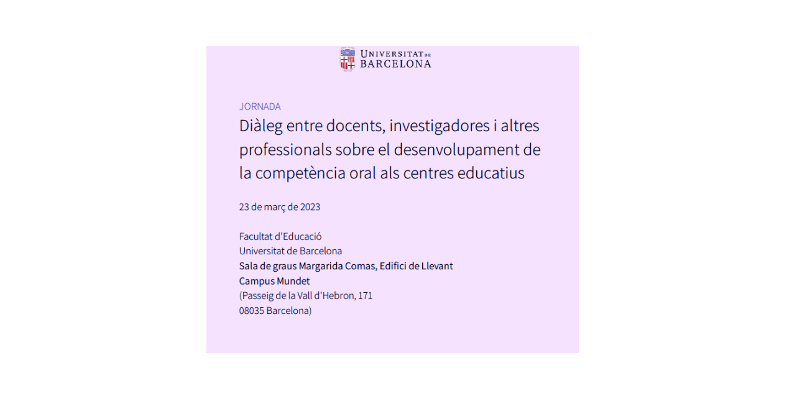 UNIVERSITAT DE
BARCELONA
JORNADA
Diàleg entre docents, investigadores i altres
professionals sobre el desenvolupament de
la competència oral als centres educatius
23 de març de 2023
Facultat d'Educació
Universitat de Barcelona
Sala de graus Margarida Comas, Edifici de Llevant
Campus Mundet
(Passeig de la Vall d'Hebron, 171
08035 Barcelona)